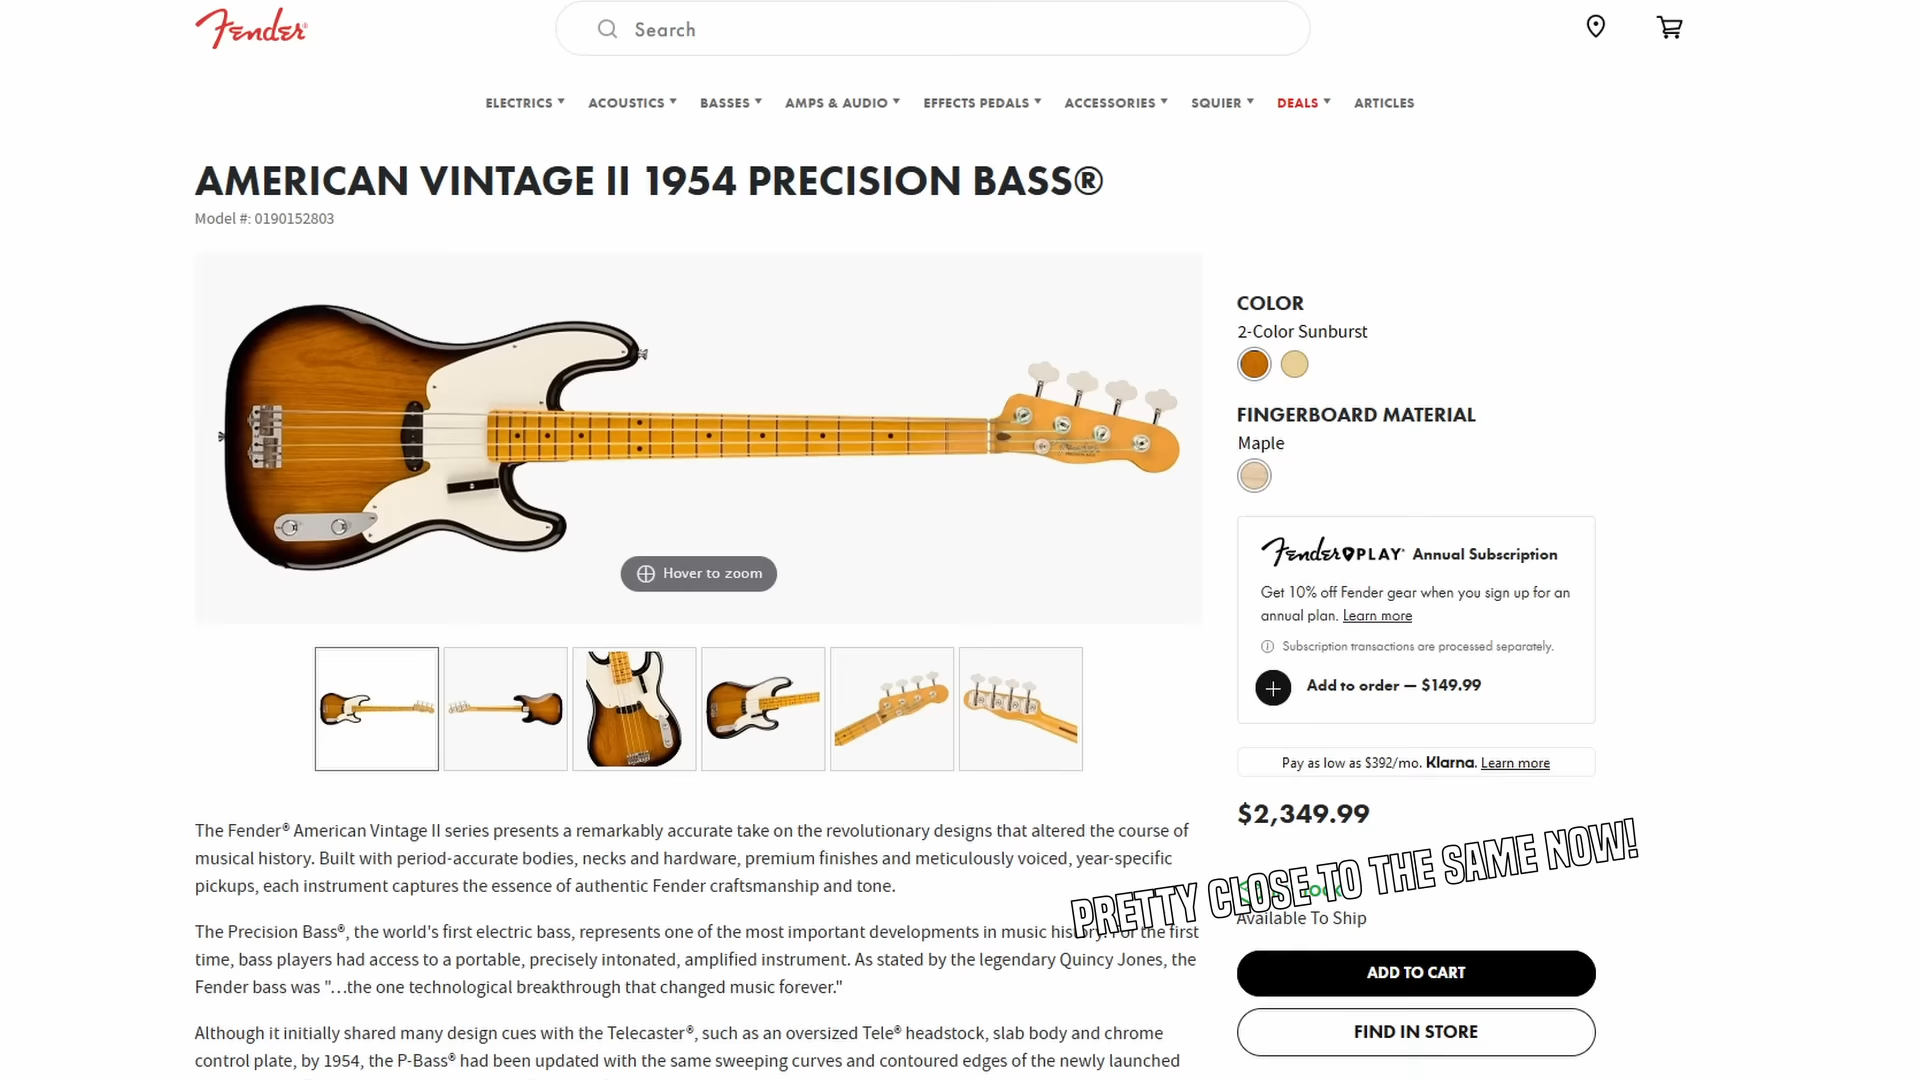 Fender
Search
ELECTRICS ACOUSTICS BASSES AMPS & AUDIO EFFECTS PEDALS ACCESSORIES SQUIER DEALS ARTICLES
AMERICAN VINTAGE II 1954 PRECISION BASS®
Model #: 0190152803
Hover to zoom
The Fender® American Vintage II series presents a remarkably accurate take on the revolutionary designs that altered the course of
musical history. Built with period-accurate bodies, necks and hardware, premium finishes and meticulously voiced, year-specific
pickups, each instrument captures the essence of authentic Fender craftsmanship and tone.
The Precision Bass®, the world's first electric bass, represents one of the most important developments in music history. For the first
time, bass players had access to a portable, precisely intonated, amplified instrument. As stated by the legendary Quincy Jones, the
Fender bass was "…the one technological breakthrough that changed music forever."
Although it initially shared many design cues with the Telecaster®, such as an oversized Tele® headstock, slab body and chrome
control plate, by 1954, the P-Bass® had been updated with the same sweeping curves and contoured edges of the newly launched
COLOR
2-Color Sunburst
FINGERBOARD MATERIAL
Maple
Fender PLAY Annual Subscription
Get 10% off Fender gear when you sign up for an
annual plan. Learn more
Subscription transactions are processed separately.
Add to order — $149.99
Pay as low as $392/mo. Klarna. Learn more
$2,349.99
PRETTY CLOSE TO THE SAME NOW!
Available To Ship
ADD TO CART
FIND IN STORE